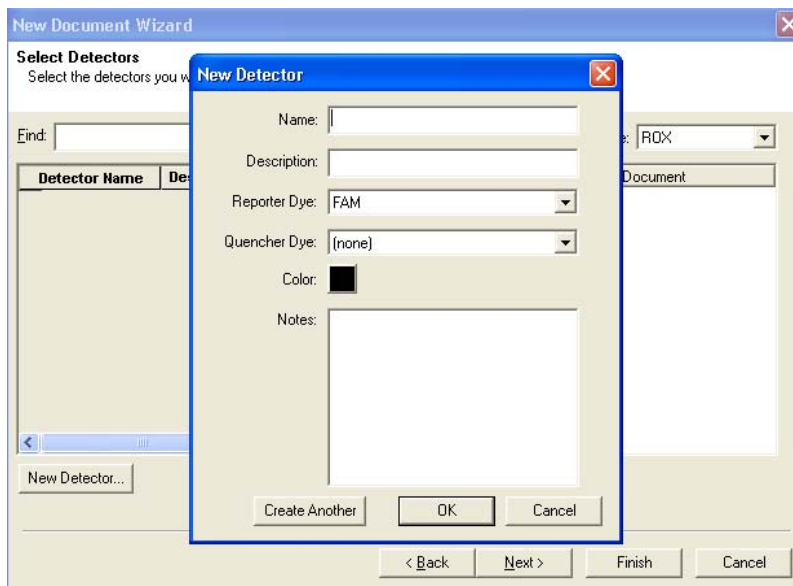 New Document Wizard
Select Detectors
Select the detectors you w
Find:
ROX
Detector Name
Des
Document
New Detector...
< Back
Next >
Finish
Cancel
New Detector
Name:
Description:
Reporter Dye: FAM
Quencher Dye: (none)
Color:
Notes:
Create Another
OK
Cancel